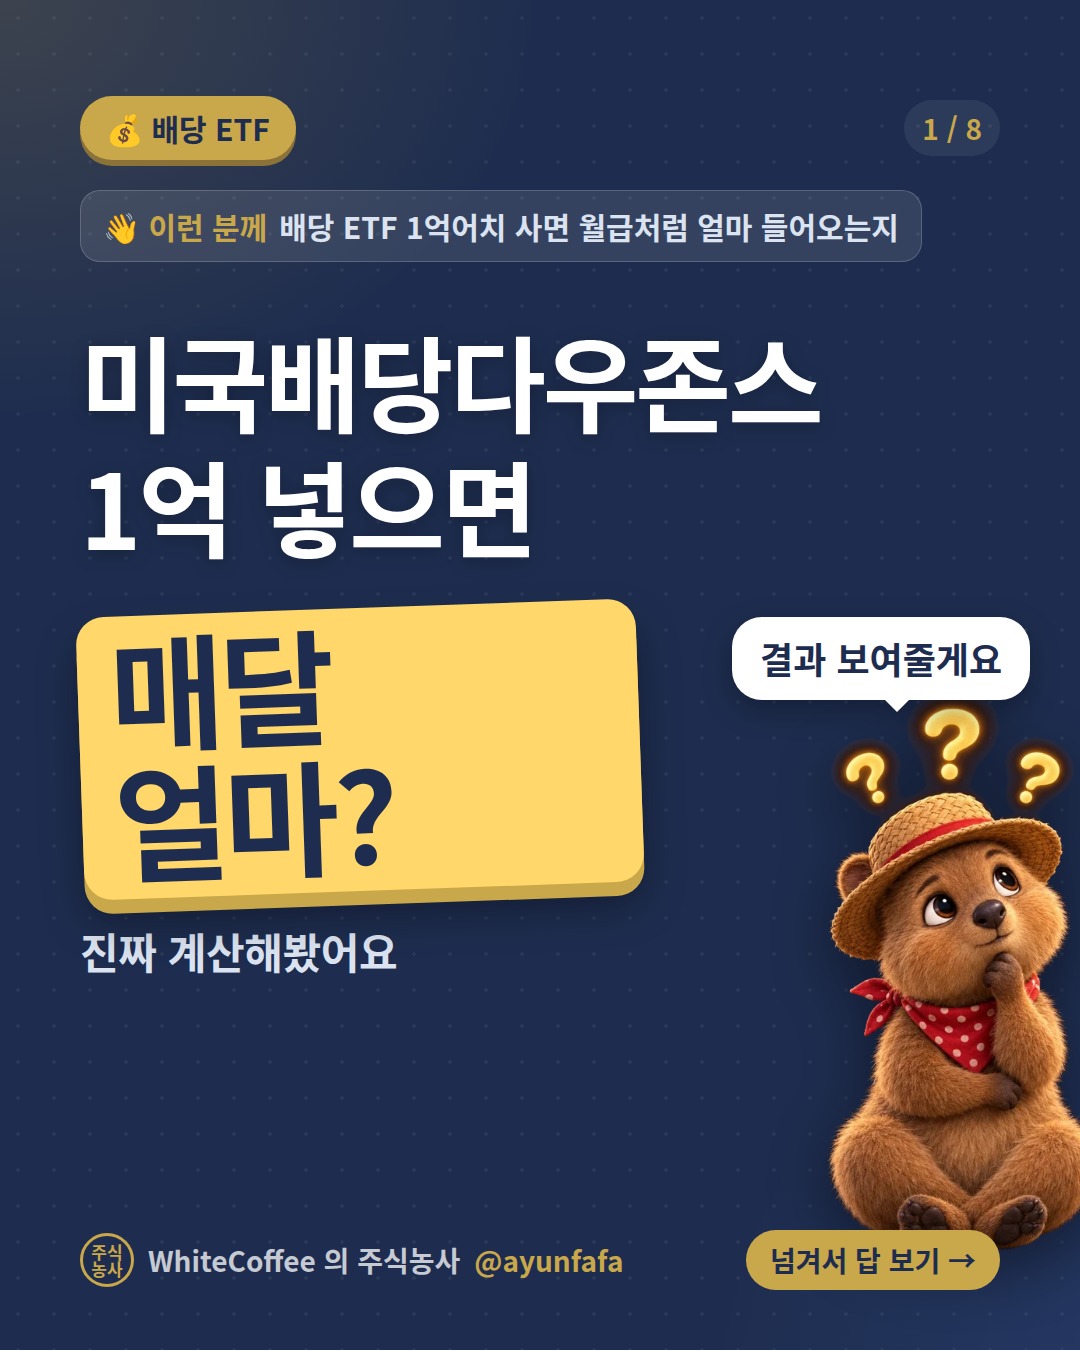 💰 배당 ETF
1 / 8
👋 이런 분께 배당 ETF 1억어치 사면 월급처럼 얼마 들어오는지
미국배당다우존스
1억 넣으면
매달
얼마?
결과 보여줄게요
? ? ?
진짜 계산해봤어요
주식
농사
WhiteCoffee 의 주식농사 @ayunfafa
넘겨서 답 보기 →